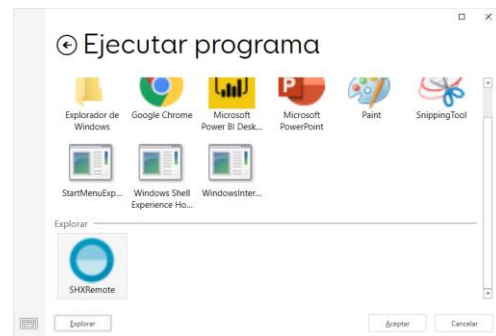 Ejecutar programa
Explorador de Windows
Google Chrome
Microsoft Power BI Desk...
Microsoft PowerPoint
Paint
SnippingTool
StartMenuExp...
Windows Shell Experience Ho...
WindowsInter...
Explorar
SHXRemote
Explorar
Aceptar
Cancelar